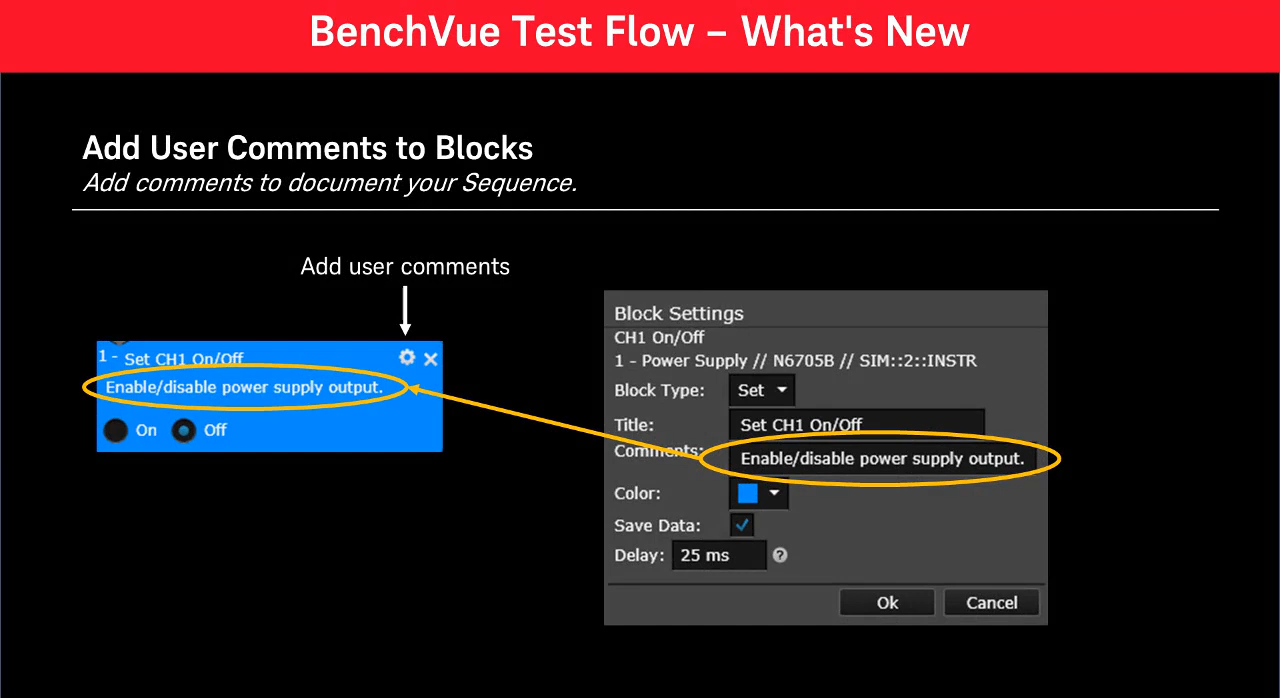 BenchVue Test Flow – What's New
Add User Comments to Blocks
Add comments to document your Sequence.
Add user comments
1 - Set CH1 On/Off
Enable/disable power supply output.
On Off
Block Settings
CH1 On/Off
1 - Power Supply // N6705B // SIM::2::INSTR
Block Type: Set
Title: Set CH1 On/Off
Comments: Enable/disable power supply output.
Color:
Save Data:
Delay: 25 ms ?
Ok Cancel